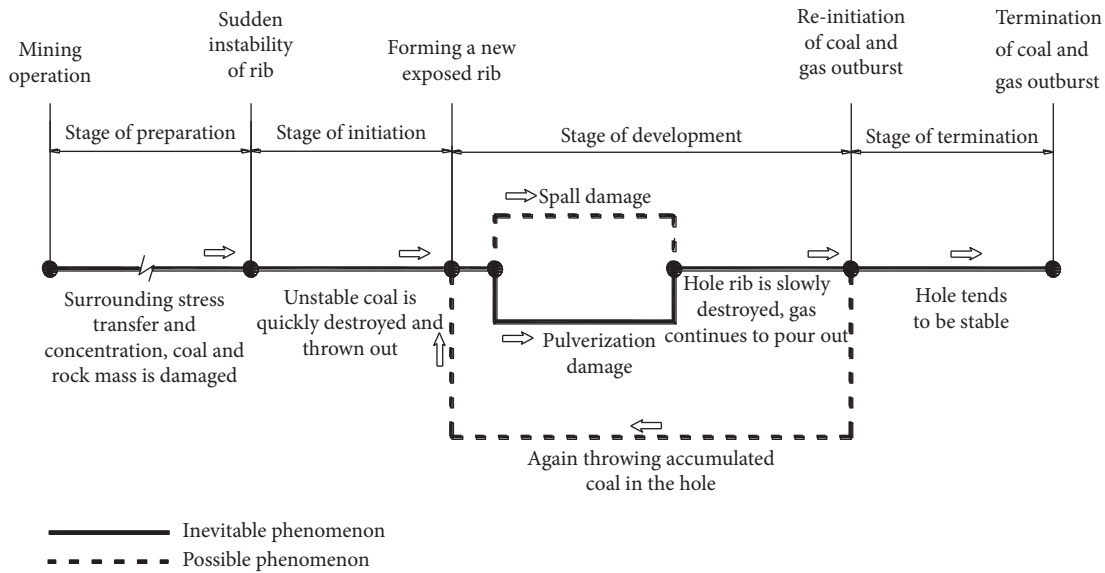 Mining
operation
Sudden
instability
of rib
Forming a new
exposed rib
Re-initiation
of coal and
gas outburst
Termination
of coal and
gas outburst
Stage of preparation
Stage of initiation
Stage of development
Stage of termination
Spall damage
Surrounding stress
transfer and
concentration, coal and
rock mass is damaged
Unstable coal is
quickly destroyed and
thrown out
Pulverization
damage
Hole rib is slowly
destroyed, gas
continues to pour out
Hole tends
to be stable
Again throwing accumulated
coal in the hole
Inevitable phenomenon
Possible phenomenon